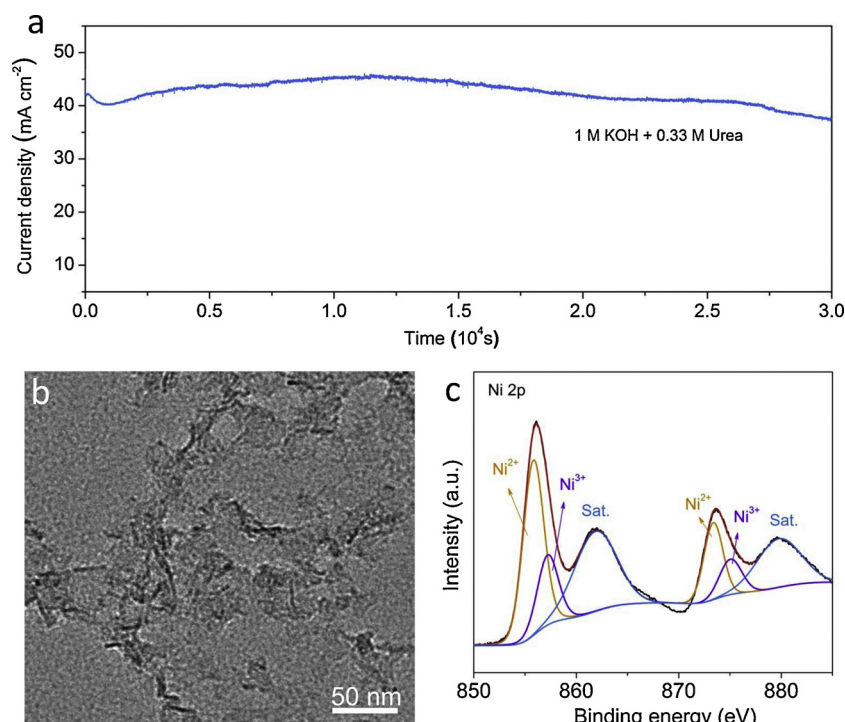 a
50
40
30
20
10
Current density (mA cm⁻²)
1 M KOH + 0.33 M Urea
0.0 0.5 1.0 1.5 2.0 2.5 3.0
Time (10⁴s)
b
50 nm
c
Ni 2p
Ni²⁺
Ni³⁺
Sat.
Ni²⁺
Ni³⁺
Sat.
Intensity (a.u.)
850 860 870 880
Binding energy (eV)